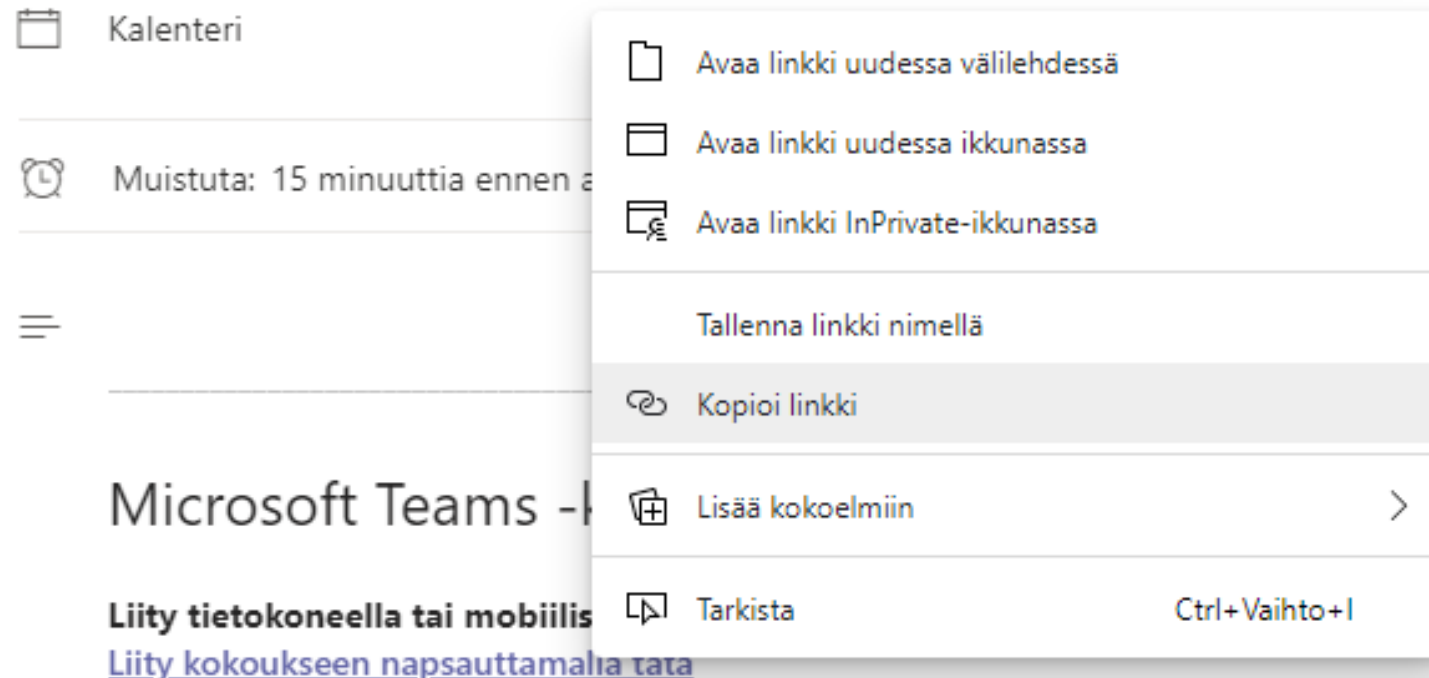 Kalenteri
Muistuta: 15 minuuttia ennen
Microsoft Teams -
Liity tietokoneella tai
Liity kokoukseen napsauttamalla tätä
Avaa linkki uudessa välilehdessä
Avaa linkki uudessa ikkunassa
Avaa linkki InPrivate-ikkunassa
Tallenna linkki nimellä
Kopioi linkki
Lisää kokoelmiin
Tarkista Ctrl+Vaihto+I